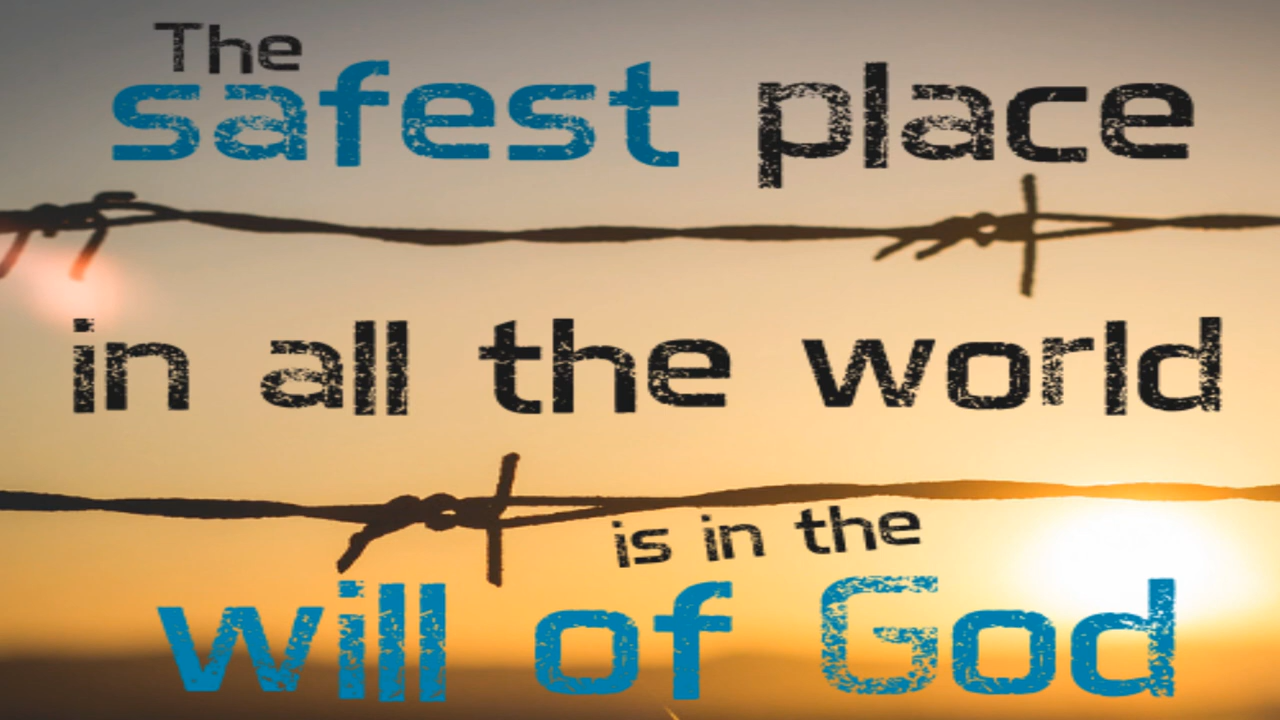 The
safest place
in all the world
is in the
will of God